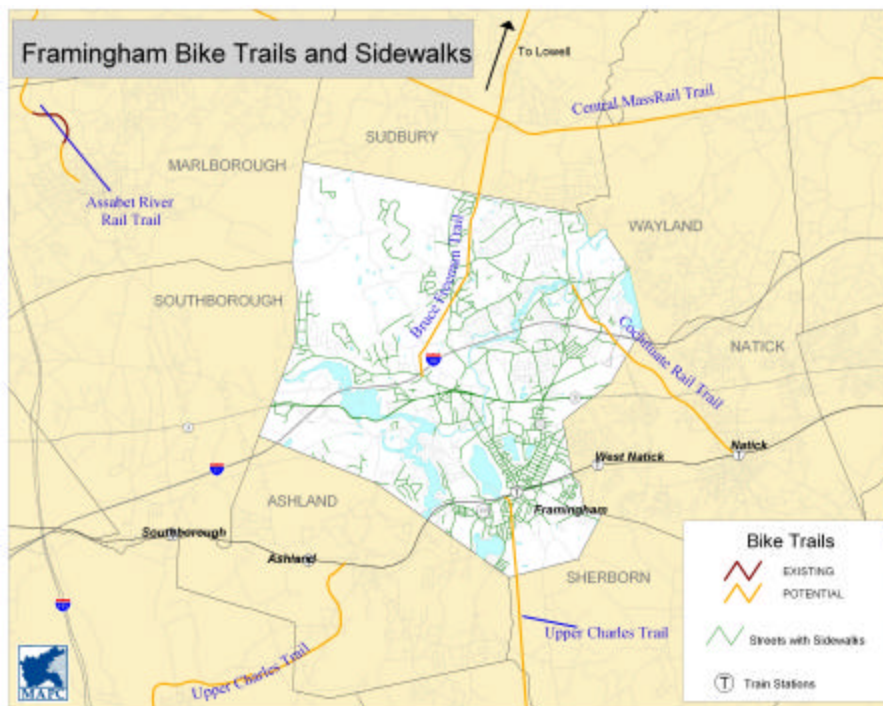 Framingham Bike Trails and Sidewalks
To Lowell
Central MassRail Trail
SUDBURY
MARLBOROUGH
Assabet River
Rail Trail
WAYLAND
SOUTHBOROUGH
Bruce Freeman Trail
Cochituate Rail Trail
NATICK
Natick
T
West Natick
T
ASHLAND
T
Framingham
Southborough
Ashland
SHERBORN
Upper Charles Trail
Upper Charles Trail
Bike Trails
EXISTING
POTENTIAL
Streets with Sidewalks
T
Train Stations
MAPC